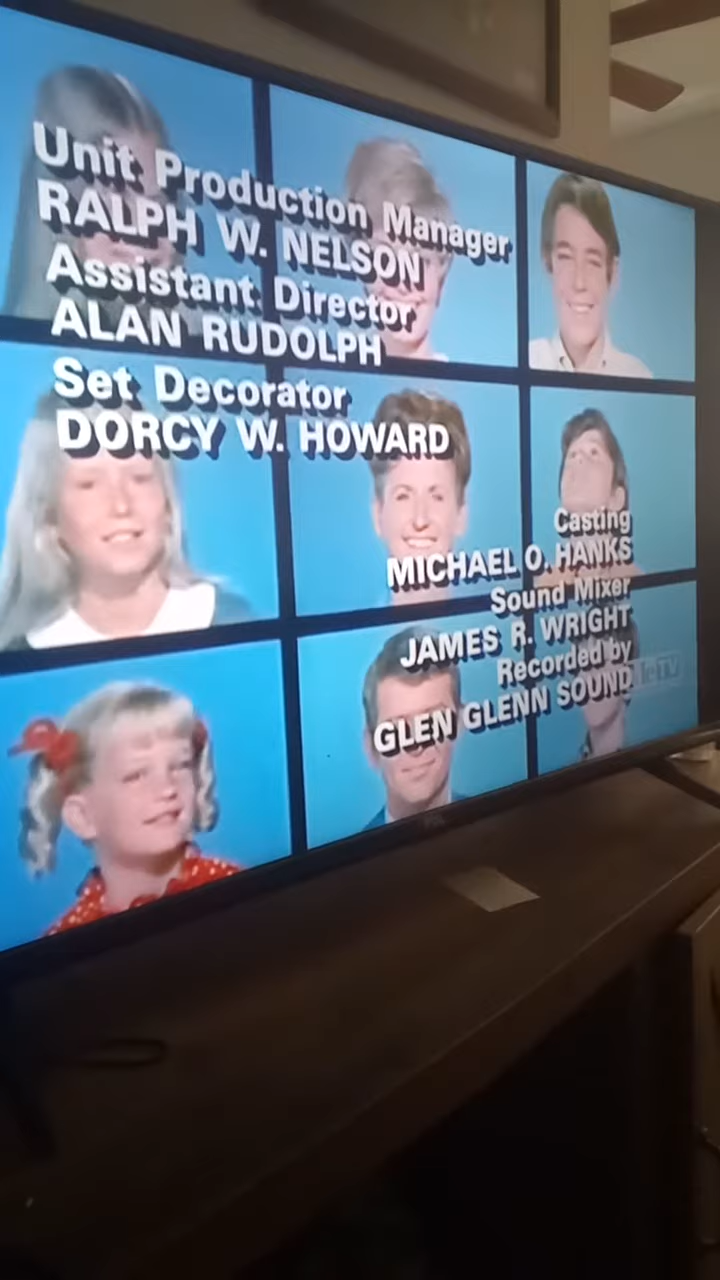 Unit Production Manager
RALPH W. NELSON
Assistant Director
ALAN RUDOLPH
Set Decorator
DORCY W. HOWARD
Casting
MICHAEL O. HANKS
Sound Mixer
JAMES R. WRIGHT
Recorded by
GLEN GLENN SOUND